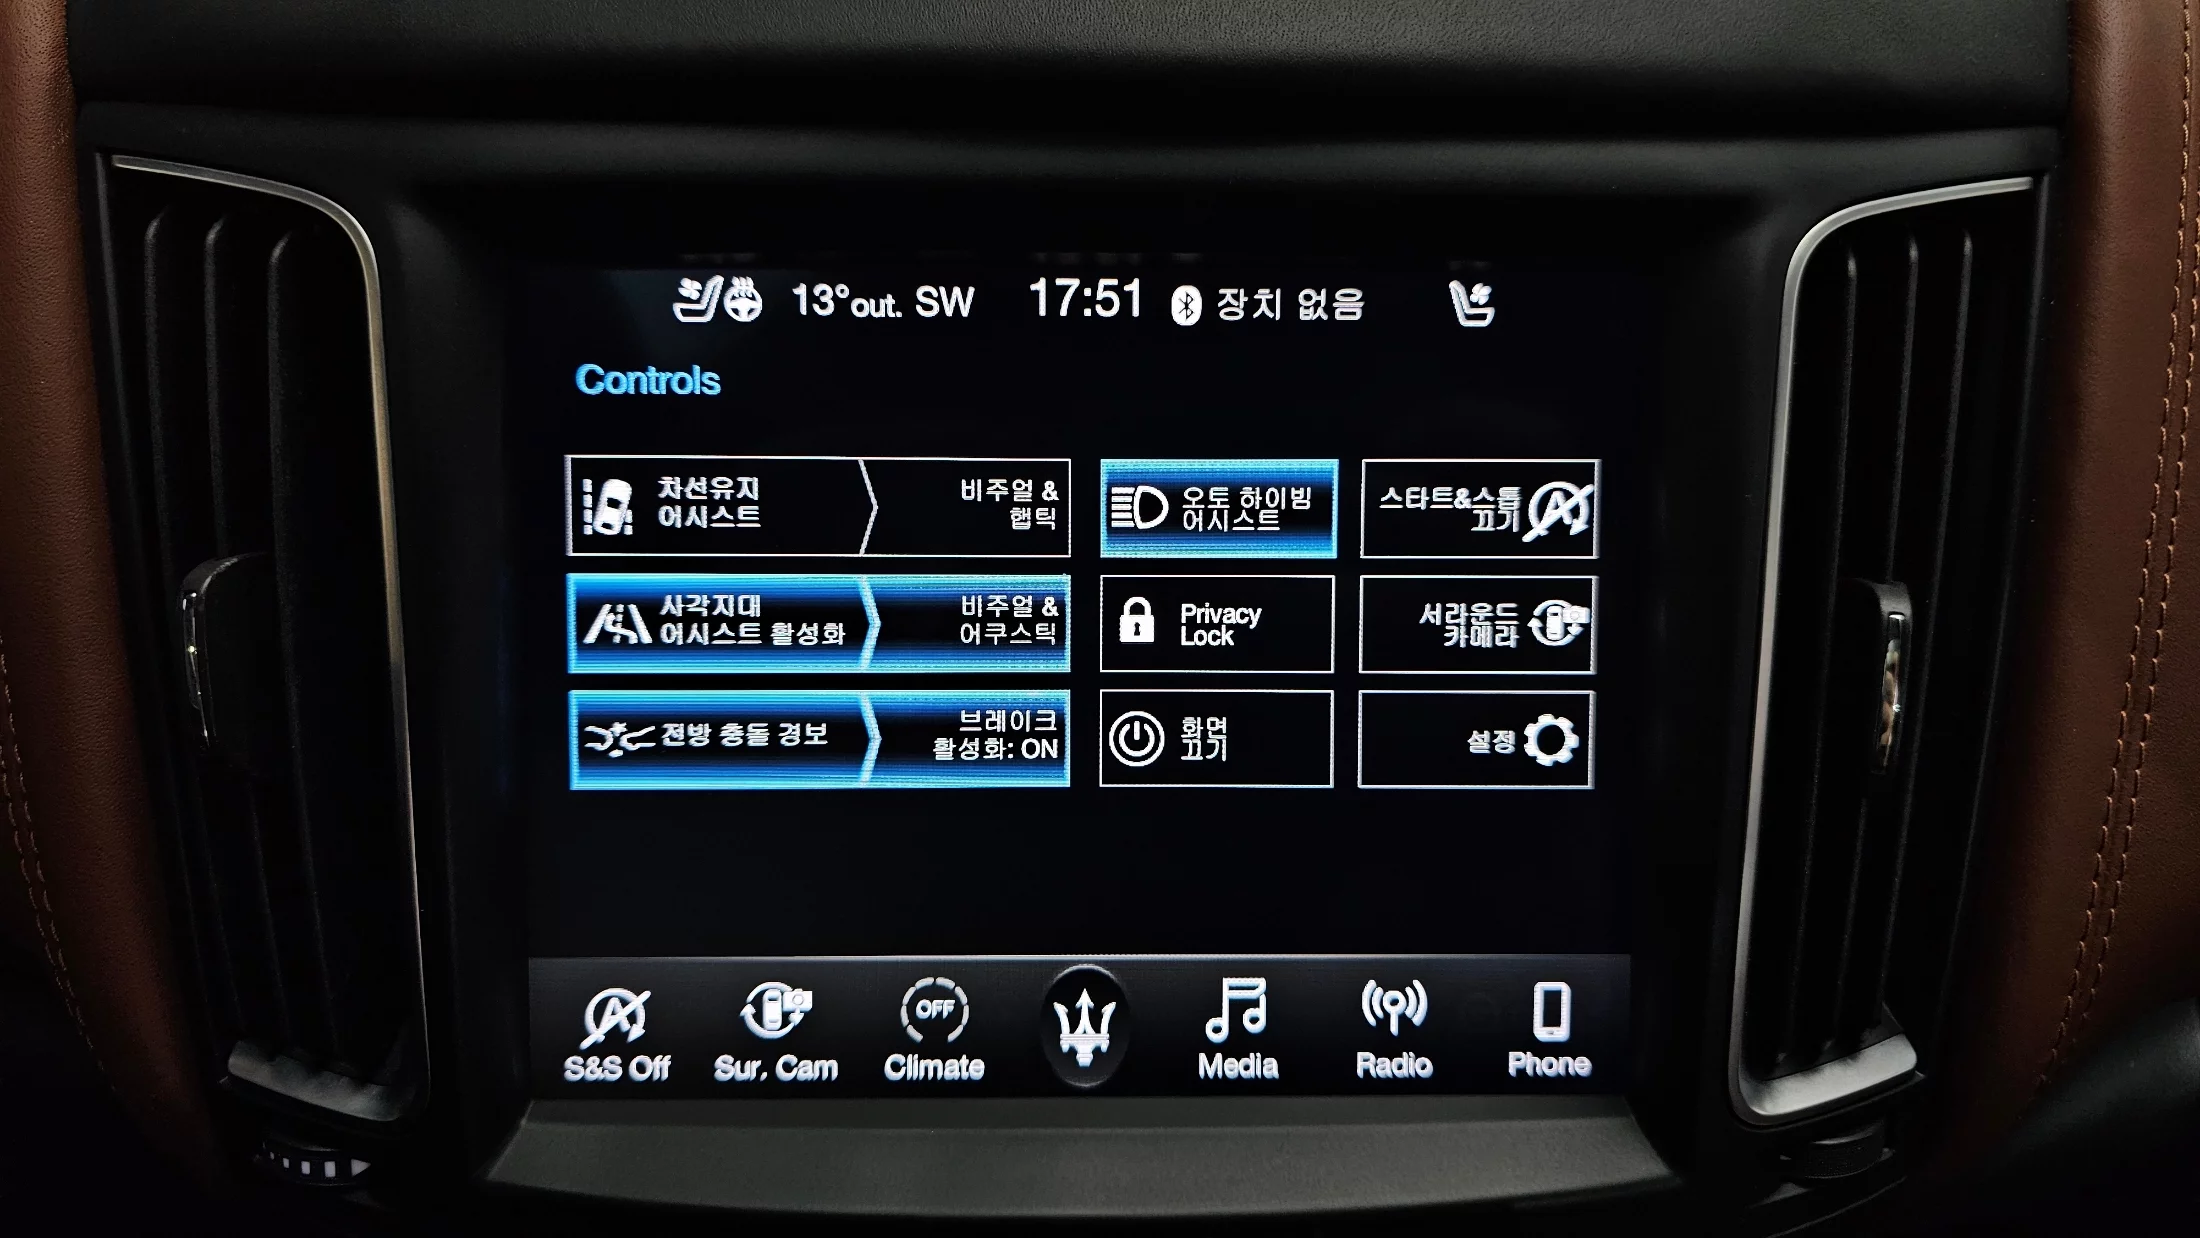 13°out. SW 17:51 장치 없음
Controls
차선유지
어시스트
비주얼 &
햅틱
오토 하이빔
어시스트
스타트&스톱
끄기
사각지대
어시스트 활성화
비주얼 &
어쿠스틱
Privacy
Lock
서라운드
카메라
전방 충돌 경보
브레이크
활성화: ON
화면
끄기
설정
OFF
S&S Off Sur. Cam Climate Media Radio Phone